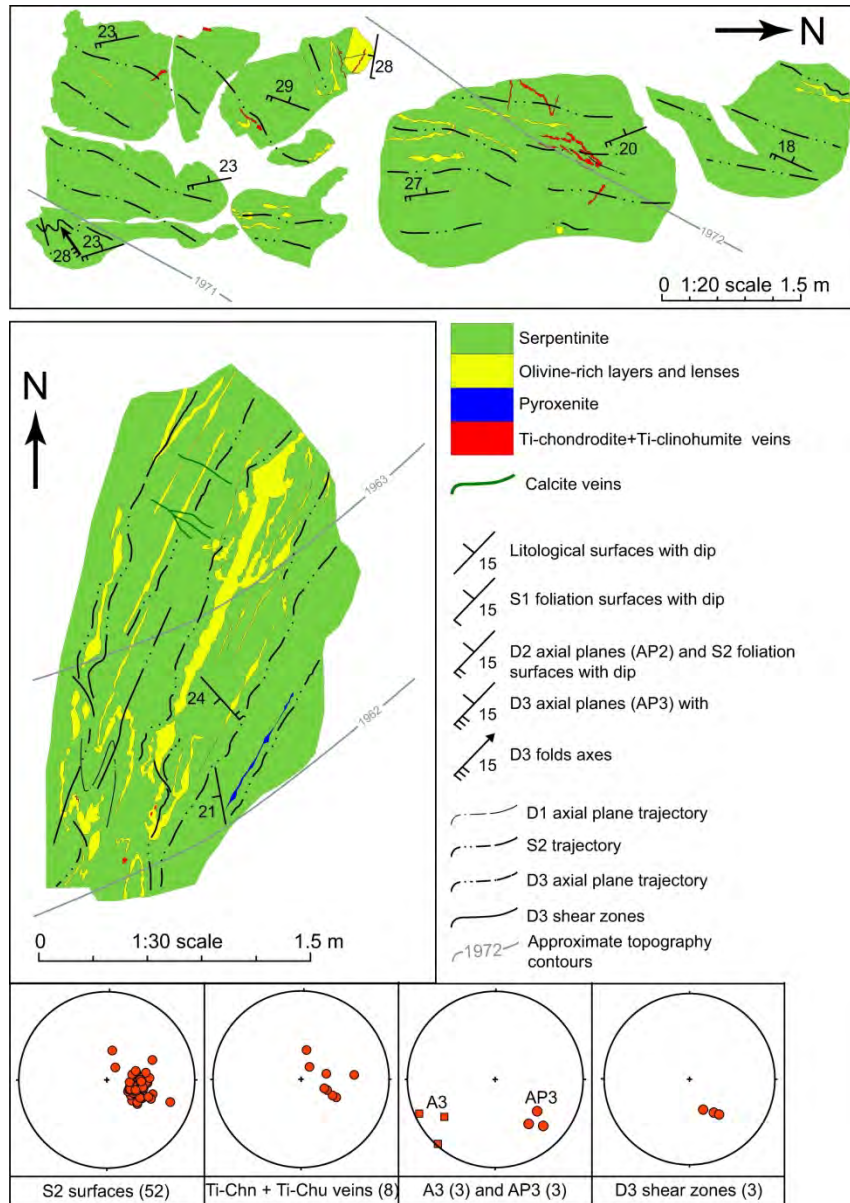 23
28
N
29
20
18
23
27
28
23
1971
1972
0 1:20 scale 1.5 m
N
1963
24
1962
21
0 1:30 scale 1.5 m
Serpentinite
Olivine-rich layers and lenses
Pyroxenite
Ti-chondrodite+Ti-clinohumite veins
Calcite veins
15 Litological surfaces with dip
15 S1 foliation surfaces with dip
15 D2 axial planes (AP2) and S2 foliation
surfaces with dip
15 D3 axial planes (AP3) with
15 D3 folds axes
D1 axial plane trajectory
S2 trajectory
D3 axial plane trajectory
D3 shear zones
1972 Approximate topography
contours
A3 AP3
S2 surfaces (52)
Ti-Chn + Ti-Chu veins (8)
A3 (3) and AP3 (3)
D3 shear zones (3)